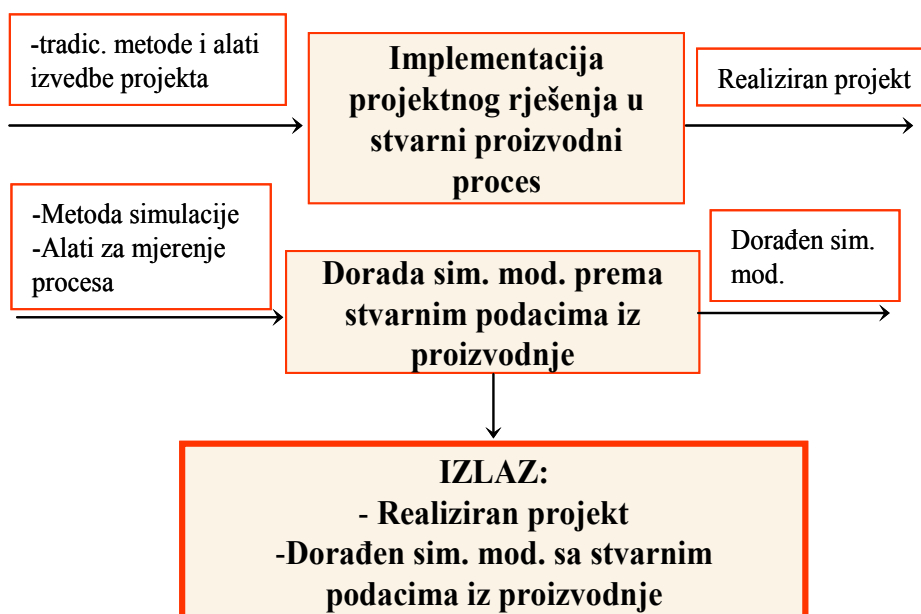 -tradic. metode i alati
izvedbe projekta
Implementacija
projektnog rješenja u
stvarni proizvodni
proces
Realiziran projekt
-Metoda simulacije
-Alati za mjerenje
procesa
Dorada sim. mod. prema
stvarnim podacima iz
proizvodnje
Dorađen sim.
mod.
IZLAZ:
- Realiziran projekt
-Dorađen sim. mod. sa stvarnim
podacima iz proizvodnje